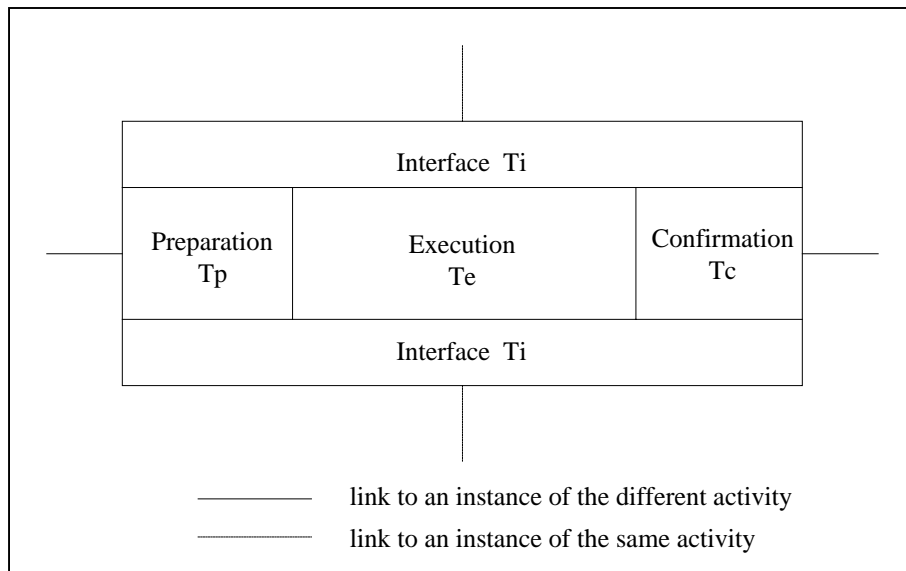 Interface Ti
Preparation
Tp
Execution
Te
Confirmation
Tc
Interface Ti
link to an instance of the different activity
link to an instance of the same activity